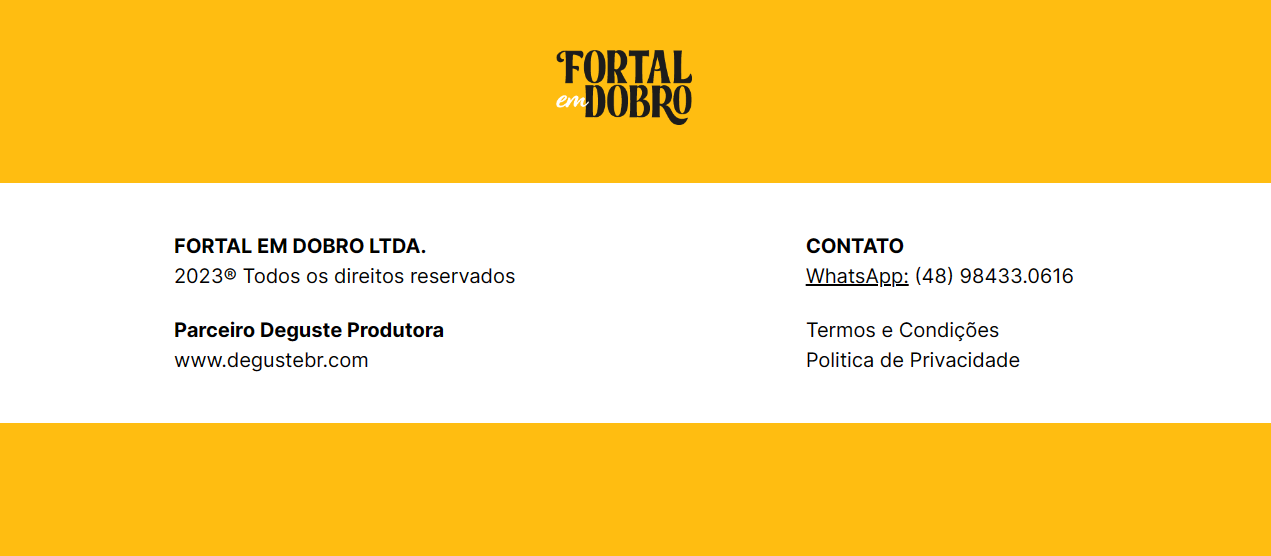 FORTAL
em DOBRO
FORTAL EM DOBRO LTDA.
2023® Todos os direitos reservados
Parceiro Deguste Produtora
www.degustebr.com
CONTATO
WhatsApp: (48) 98433.0616
Termos e Condições
Politica de Privacidade